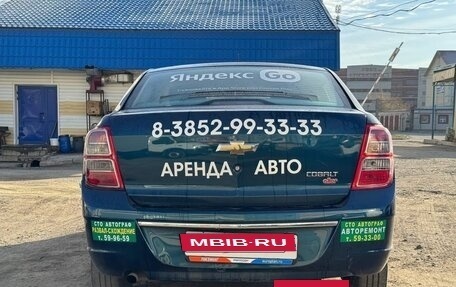 Яндекс GO
8-3852-99-33-33
АРЕНДА АВТО
COBALT
СТО АВТОГРАФ
РАЗВАЛ-СХОЖДЕНИЕ
т. 59-96-59
СТО АВТОГРАФ
АВТОРЕМОНТ
т. 59-33-00
MBIB.RU